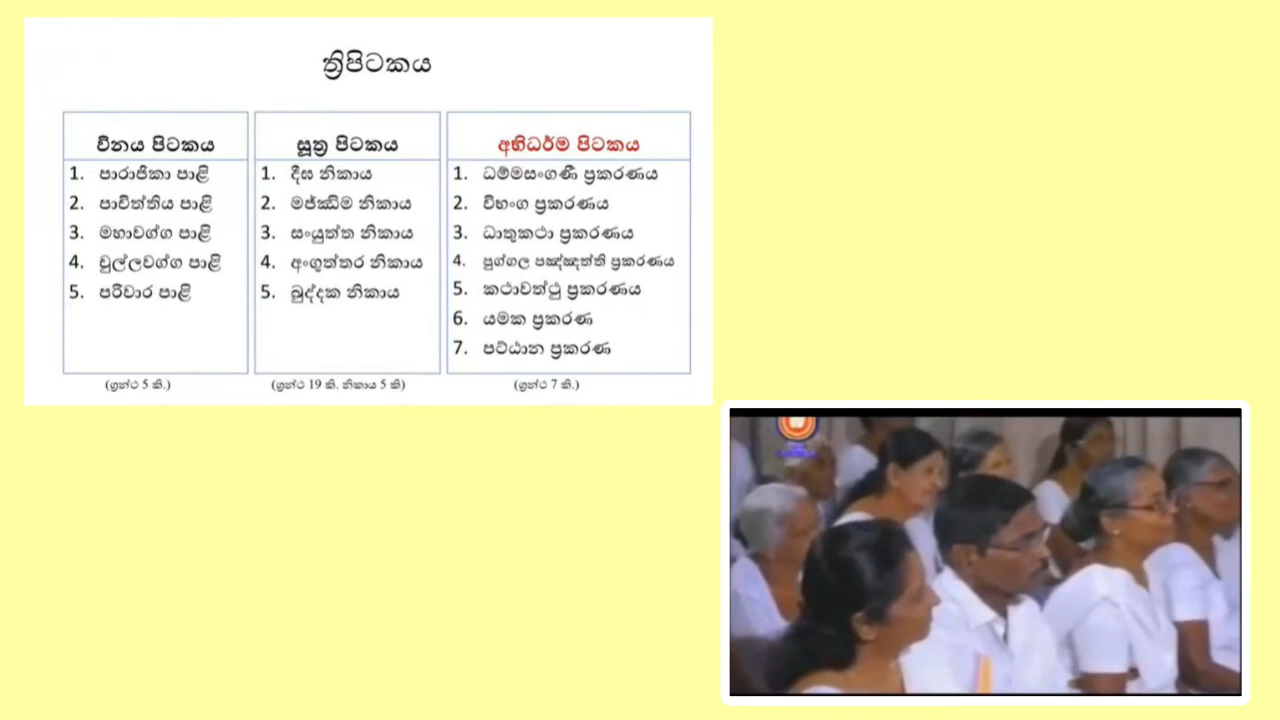 ත්‍රිපිටකය
විනය පිටකය
1. පාරාජිකා පාළි
2. පාචිත්තිය පාළි
3. මහාවග්ග පාළි
4. චුල්ලවග්ග පාළි
5. පරිවාර පාළි
(ග්‍රන්ථ 5 කි.)
සූත්‍ර පිටකය
1. දීඝ නිකාය
2. මජ්ඣිම නිකාය
3. සංයුත්ත නිකාය
4. අංගුත්තර නිකාය
5. ඛුද්දක නිකාය
(ග්‍රන්ථ 19 කි. නිකාය 5 කි)
අභිධර්ම පිටකය
1. ධම්මසංගණී ප්‍රකරණය
2. විභංග ප්‍රකරණය
3. ධාතුකථා ප්‍රකරණය
4. පුග්ගල පඤ්ඤත්ති ප්‍රකරණය
5. කථාවත්ථු ප්‍රකරණය
6. යමක ප්‍රකරණ
7. පට්ඨාන ප්‍රකරණ
(ග්‍රන්ථ 7 කි.)